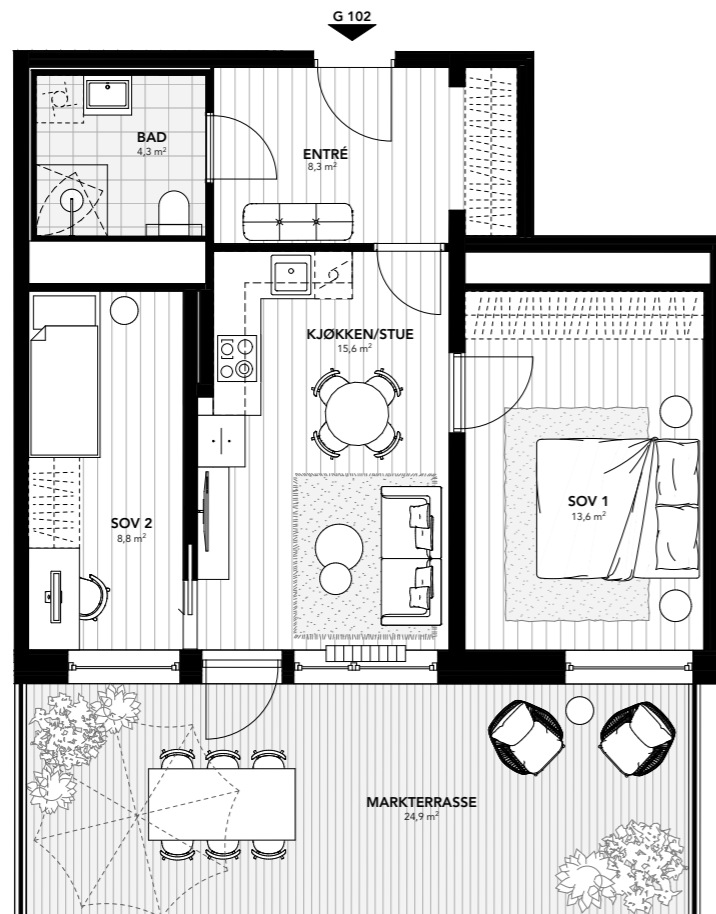 G 102
BAD
4,3 m²
ENTRÉ
8,3 m²
KJØKKEN/STUE
15,6 m²
SOV 1
13,6 m²
SOV 2
8,8 m²
MARKTERRASSE
24,9 m²